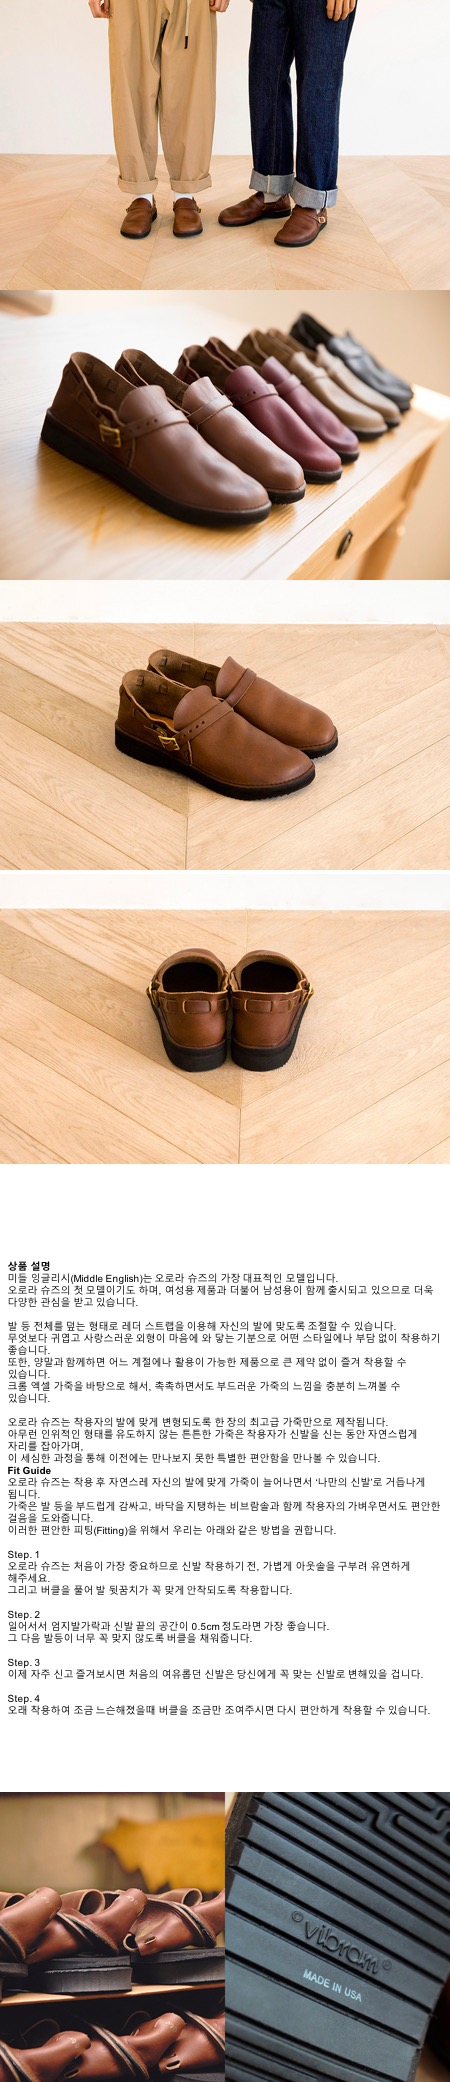 상품 설명
미들 잉글리시(Middle English)는 오로라 슈즈의 가장 대표적인 모델입니다.
오로라 슈즈의 첫 모델이기도 하며, 여성용 제품과 더불어 남성용이 함께 출시되고 있으므로 더욱
다양한 관심을 받고 있습니다.
발 등 전체를 덮는 형태로 레더 스트랩을 이용해 자신의 발에 맞도록 조절할 수 있습니다.
무엇보다 귀엽고 사랑스러운 외형이 마음에 와 닿는 기분으로 어떤 스타일에나 부담 없이 착용하기
좋습니다.
또한, 양말과 함께하면 어느 계절에나 활용이 가능한 제품으로 큰 제약 없이 즐겨 착용할 수
있습니다.
크롬 엑셀 가죽을 바탕으로 해서, 촉촉하면서도 부드러운 가죽의 느낌을 충분히 느껴볼 수
있습니다.
오로라 슈즈는 착용자의 발에 맞게 변형되도록 한 장의 최고급 가죽만으로 제작됩니다.
아무런 인위적인 형태를 유도하지 않는 튼튼한 가죽은 착용자가 신발을 신는 동안 자연스럽게
자리를 잡아가며,
이 세심한 과정을 통해 이전에는 만나보지 못한 특별한 편안함을 만나볼 수 있습니다.
Fit Guide
오로라 슈즈는 착용 후 자연스레 자신의 발에 맞게 가죽이 늘어나면서 ‘나만의 신발’로 거듭나게
됩니다.
가죽은 발 등을 부드럽게 감싸고, 바닥을 지탱하는 비브람솔과 함께 착용자의 가벼우면서도 편안한
걸음을 도와줍니다.
이러한 편안한 피팅(Fitting)을 위해서 우리는 아래와 같은 방법을 권합니다.
Step. 1
오로라 슈즈는 처음이 가장 중요하므로 신발 착용하기 전, 가볍게 아웃솔을 구부려 유연하게
해주세요.
그리고 버클을 풀어 발 뒷꿈치가 꼭 맞게 안착되도록 착용합니다.
Step. 2
일어서서 엄지발가락과 신발 끝의 공간이 0.5cm 정도라면 가장 좋습니다.
그 다음 발등이 너무 꼭 맞지 않도록 버클을 채워줍니다.
Step. 3
이제 자주 신고 즐겨보시면 처음의 여유롭던 신발은 당신에게 꼭 맞는 신발로 변해있을 겁니다.
Step. 4
오래 착용하여 조금 느슨해졌을때 버클을 조금만 조여주시면 다시 편안하게 착용할 수 있습니다.
©vibram®
MADE IN USA